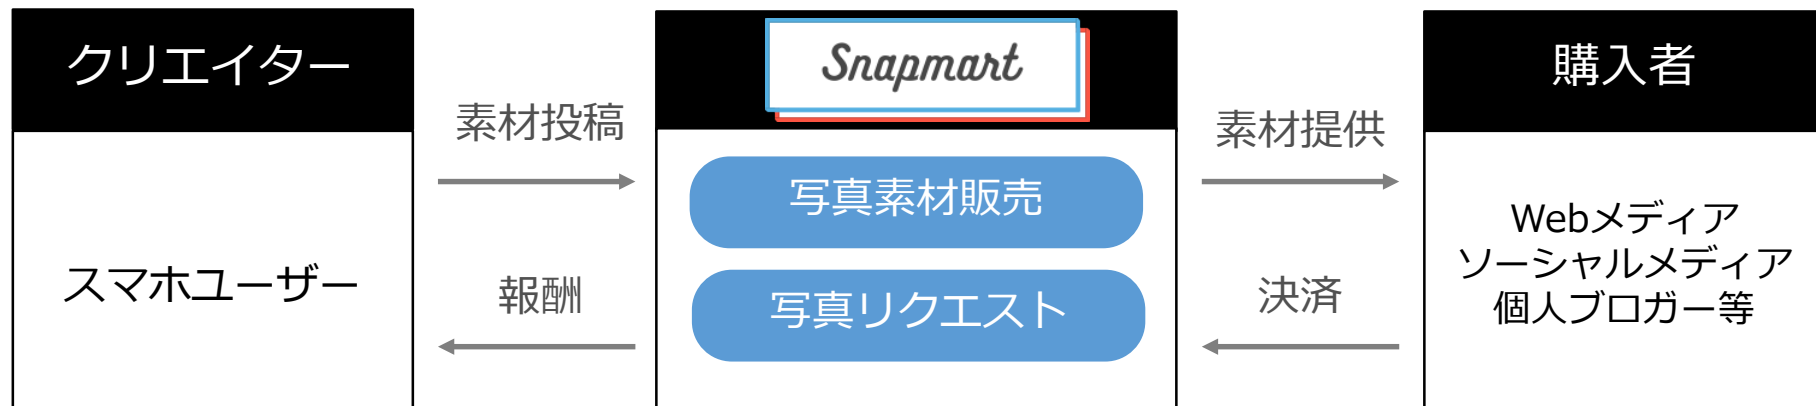 クリエイター
スマホユーザー
素材投稿
報酬
Snapmart
写真素材販売
写真リクエスト
素材提供
決済
購入者
Webメディア
ソーシャルメディア
個人ブロガー等